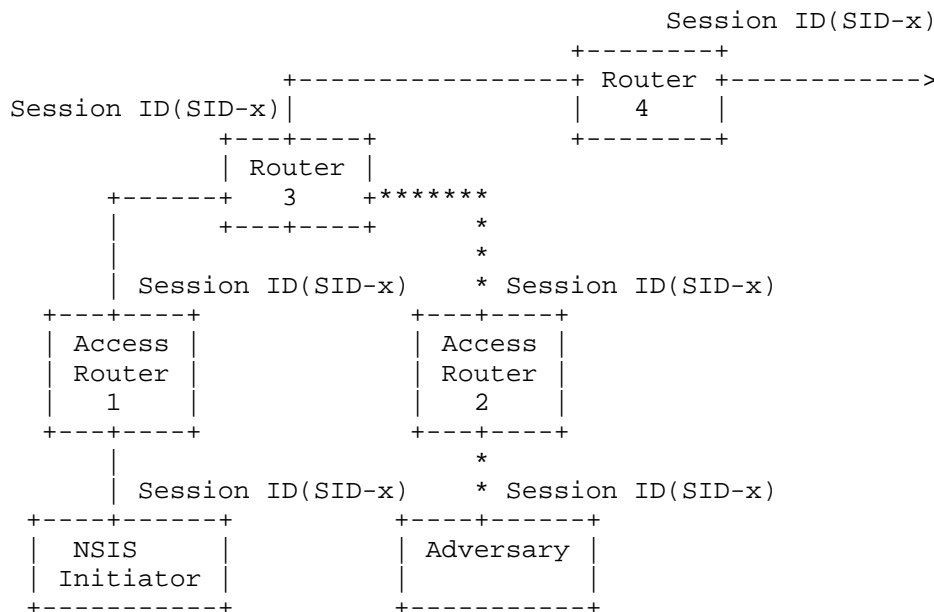 Session ID(SID-x)
Router
4
Session ID(SID-x)
Router
3
Session ID(SID-x)
Session ID(SID-x)
Access
Router
1
Access
Router
2
Session ID(SID-x)
Session ID(SID-x)
NSIS
Initiator
Adversary